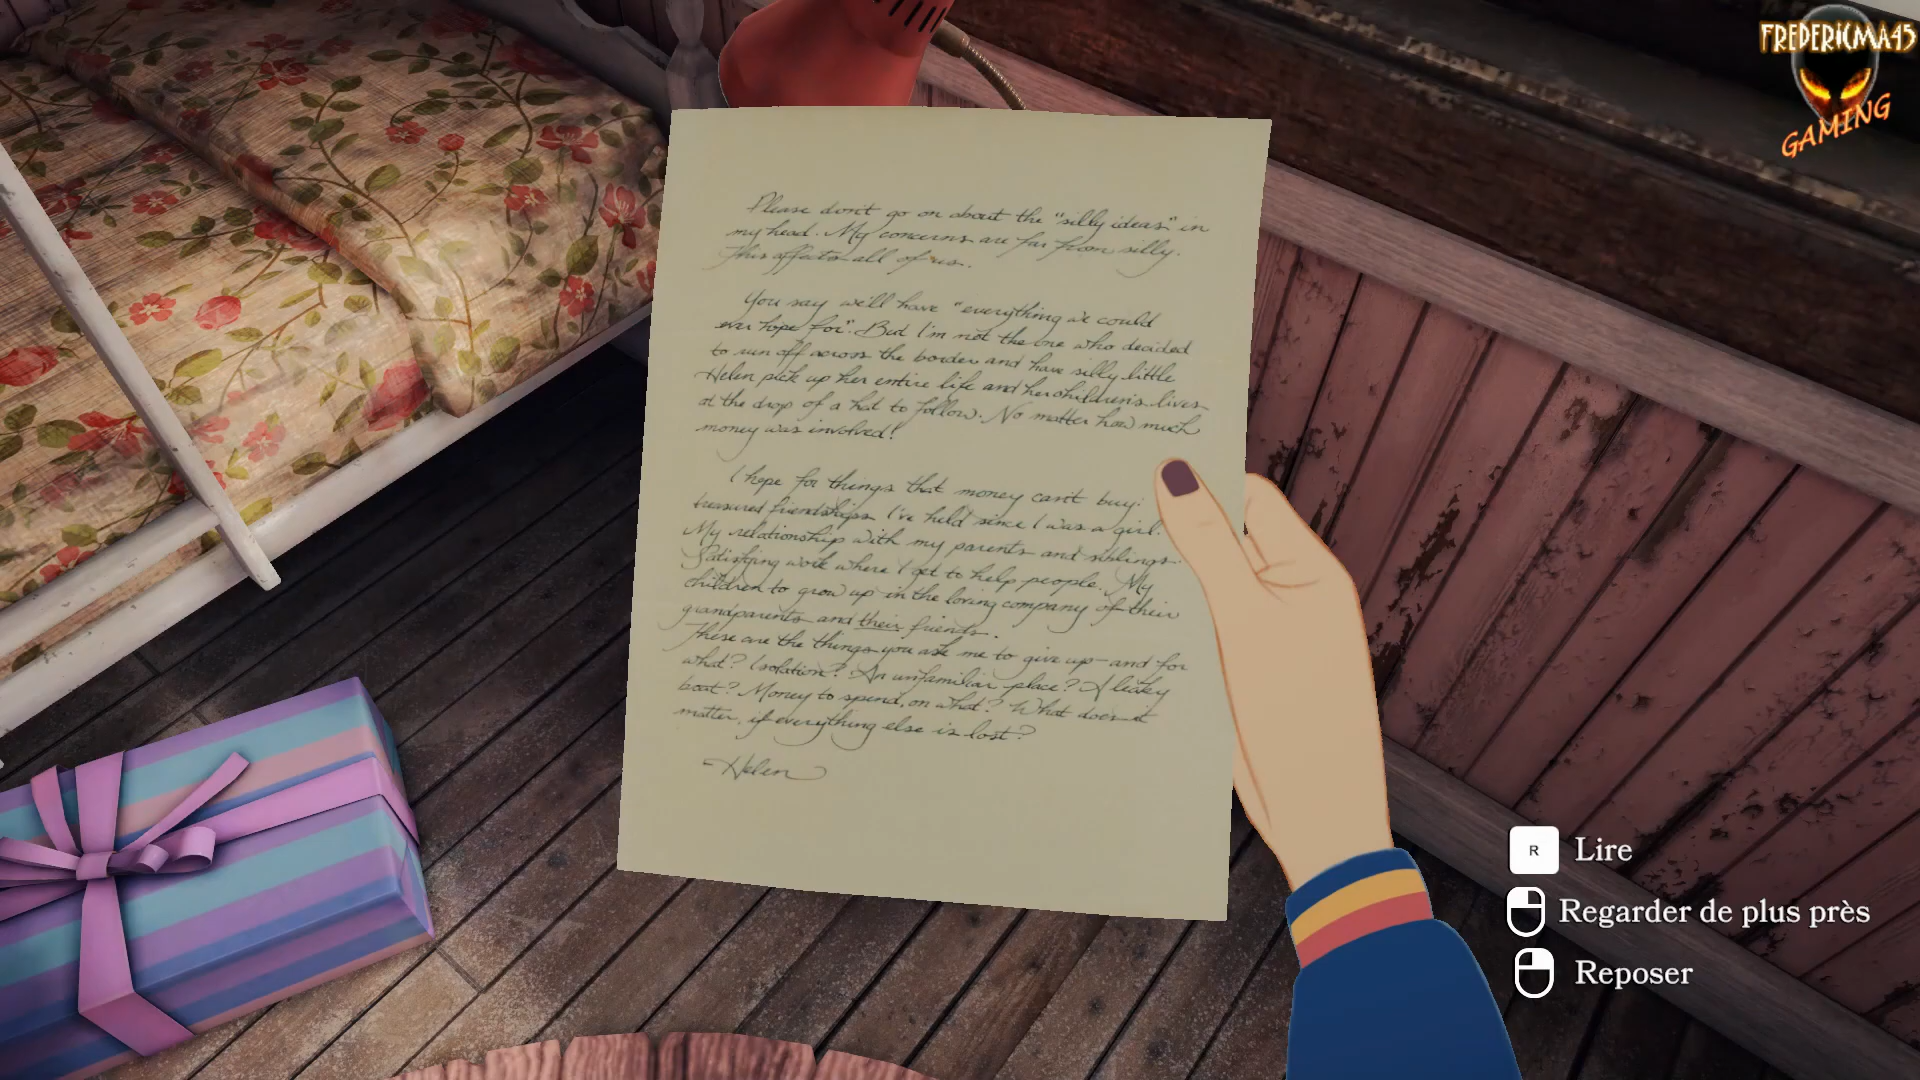 FREDERICMA45
GAMING
Please don't go on about the "silly ideas" in
my head. My concerns are far from silly.
This affects all of us.
You say we'll have "everything we could
ever hope for". But I'm not the one who decided
to run off across the border and have silly little
Helen pick up her entire life and her children's lives
at the drop of a hat to follow. No matter how much
money was involved!
I hope for things that money can't buy:
treasured friendships I've held since I was a girl.
My relationship with my parents and siblings.
Satisfying work where I get to help people. My
children to grow up in the loving company of their
grandparents and their friends.
These are the things you ask me to give up - and for
what? Isolation? An unfamiliar place? A leaky
boat? Money to spend, on what? What does it
matter, if everything else is lost?
- Helen
R Lire
Regarder de plus près
Reposer